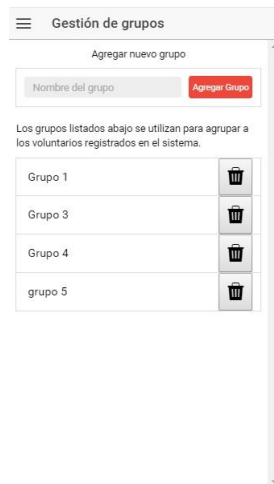 Gestión de grupos
Agregar nuevo grupo
Nombre del grupo
Agregar Grupo
Los grupos listados abajo se utilizan para agrupar a
los voluntarios registrados en el sistema.
Grupo 1
Grupo 3
Grupo 4
grupo 5